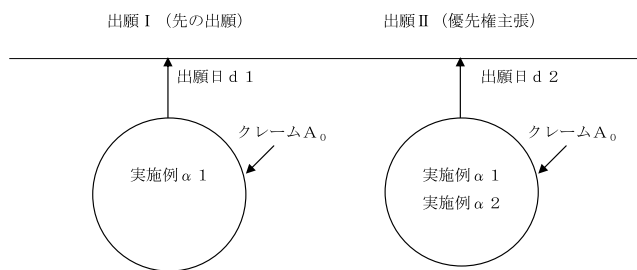 出願Ⅰ（先の出願）
出願Ⅱ（優先権主張）
出願日ｄ１
出願日ｄ２
クレームＡ₀
クレームＡ₀
実施例α１
実施例α１
実施例α２